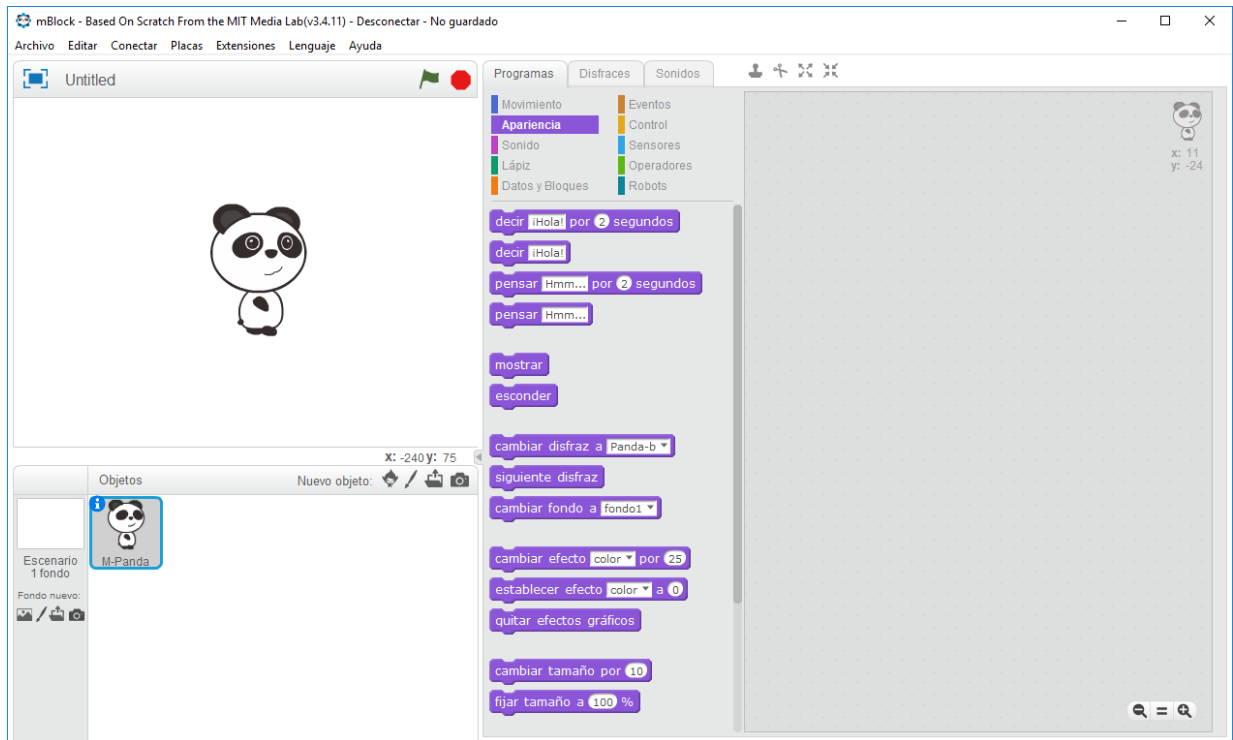 mBlock - Based On Scratch From the MIT Media Lab(v3.4.11) - Desconectar - No guardado
Archivo Editar Conectar Placas Extensiones Lenguaje Ayuda
Untitled
x: -240 y: 75
Objetos
Nuevo objeto:
Escenario
1 fondo
Fondo nuevo:
M-Panda
Programas Disfraces Sonidos
Movimiento Eventos
Apariencia Control
Sonido Sensores
Lápiz Operadores
Datos y Bloques Robots
decir ¡Hola! por 2 segundos
decir ¡Hola!
pensar Hmm... por 2 segundos
pensar Hmm...
mostrar
esconder
cambiar disfraz a Panda-b
siguiente disfraz
cambiar fondo a fondo1
cambiar efecto color por 25
establecer efecto color a 0
quitar efectos gráficos
cambiar tamaño por 10
fijar tamaño a 100 %
x: 11
y: -24